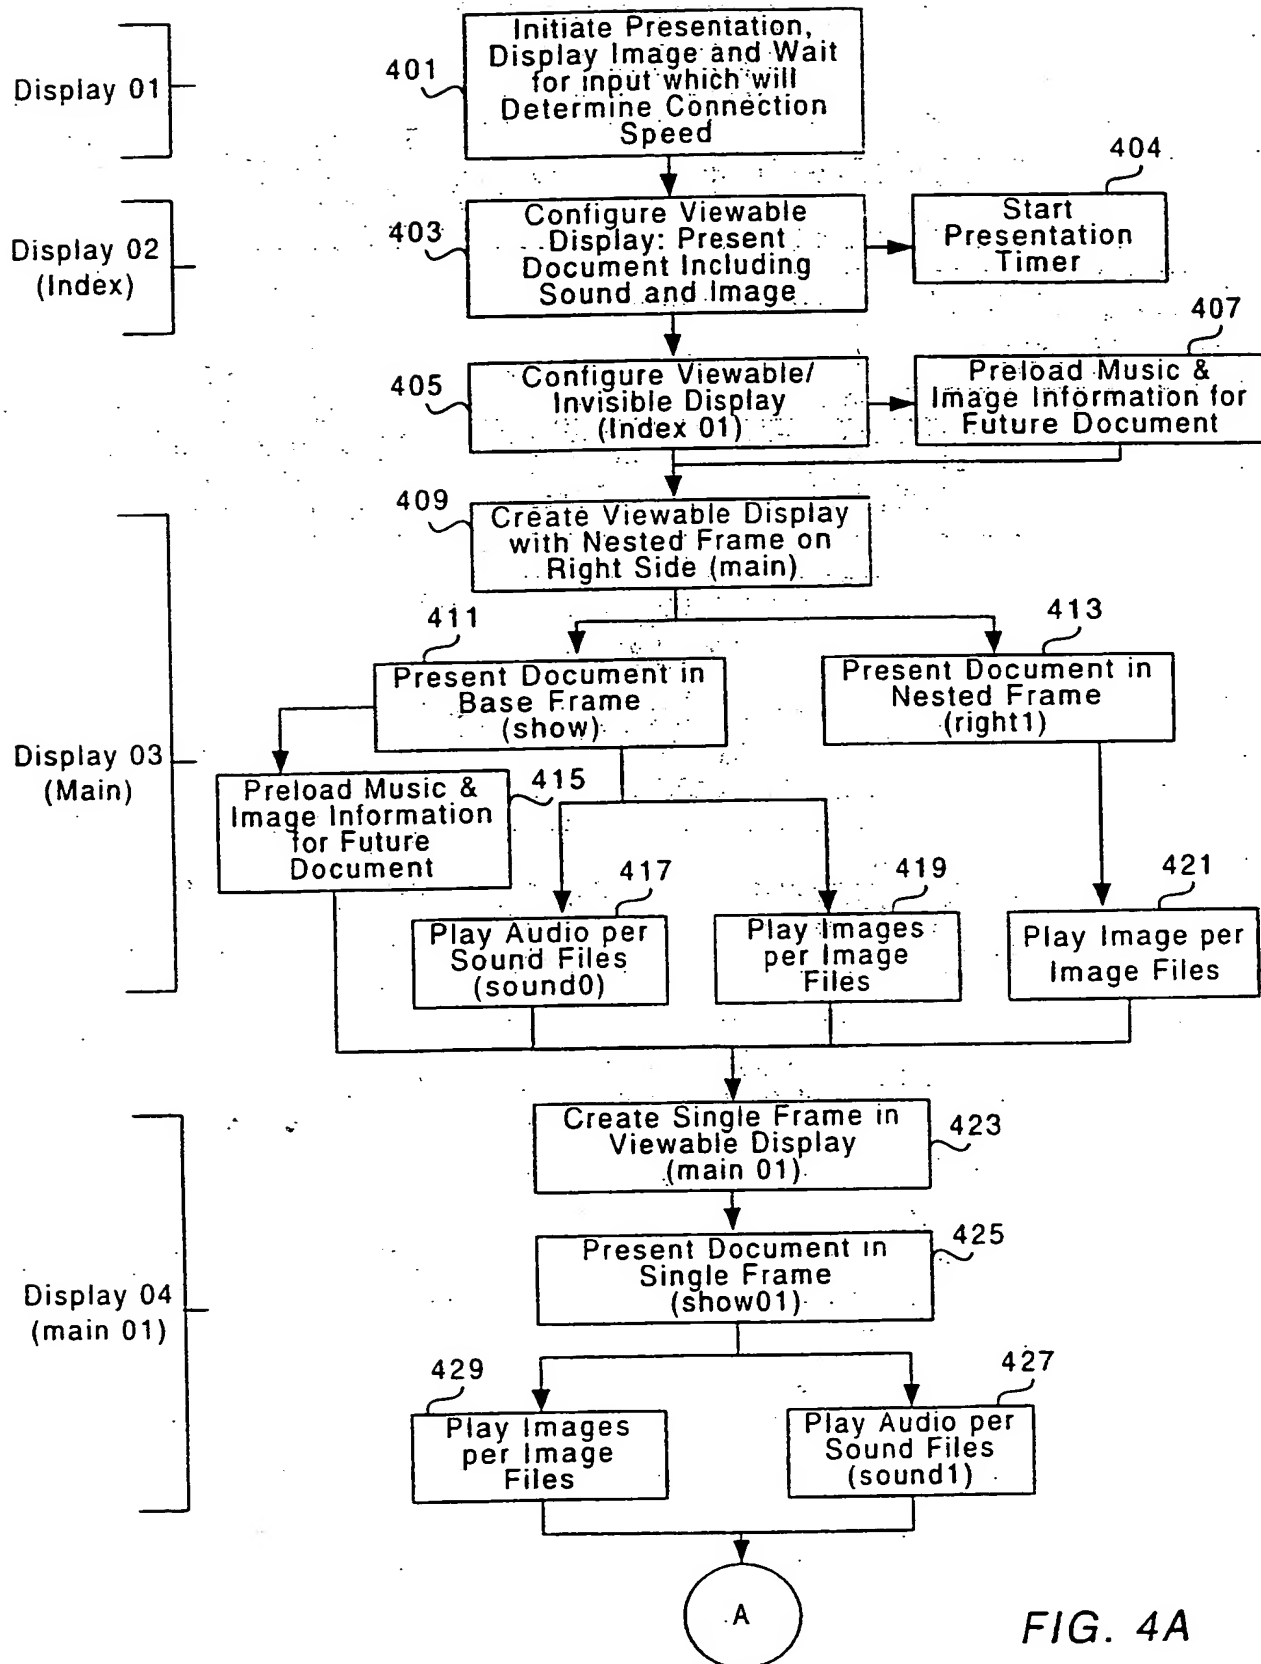 Display 01
401
Initiate Presentation,
Display Image and Wait
for input which will
Determine Connection
Speed
404
Display 02
(Index)
403
Configure Viewable
Display: Present
Document Including
Sound and Image
Start
Presentation
Timer
407
405
Configure Viewable/
Invisible Display
(Index 01)
Preload Music &
Image Information for
Future Document
409
Create Viewable Display
with Nested Frame on
Right Side (main)
Display 03
(Main)
411
Present Document in
Base Frame
(show)
413
Present Document in
Nested Frame
(right1)
Preload Music &
Image Information
for Future
Document
415
417
Play Audio per
Sound Files
(sound0)
419
Play Images
per Image
Files
421
Play Image per
Image Files
Create Single Frame in
Viewable Display
(main 01)
423
Display 04
(main 01)
Present Document in
Single Frame
(show01)
425
429
Play Images
per Image
Files
427
Play Audio per
Sound Files
(sound1)
A
FIG. 4A